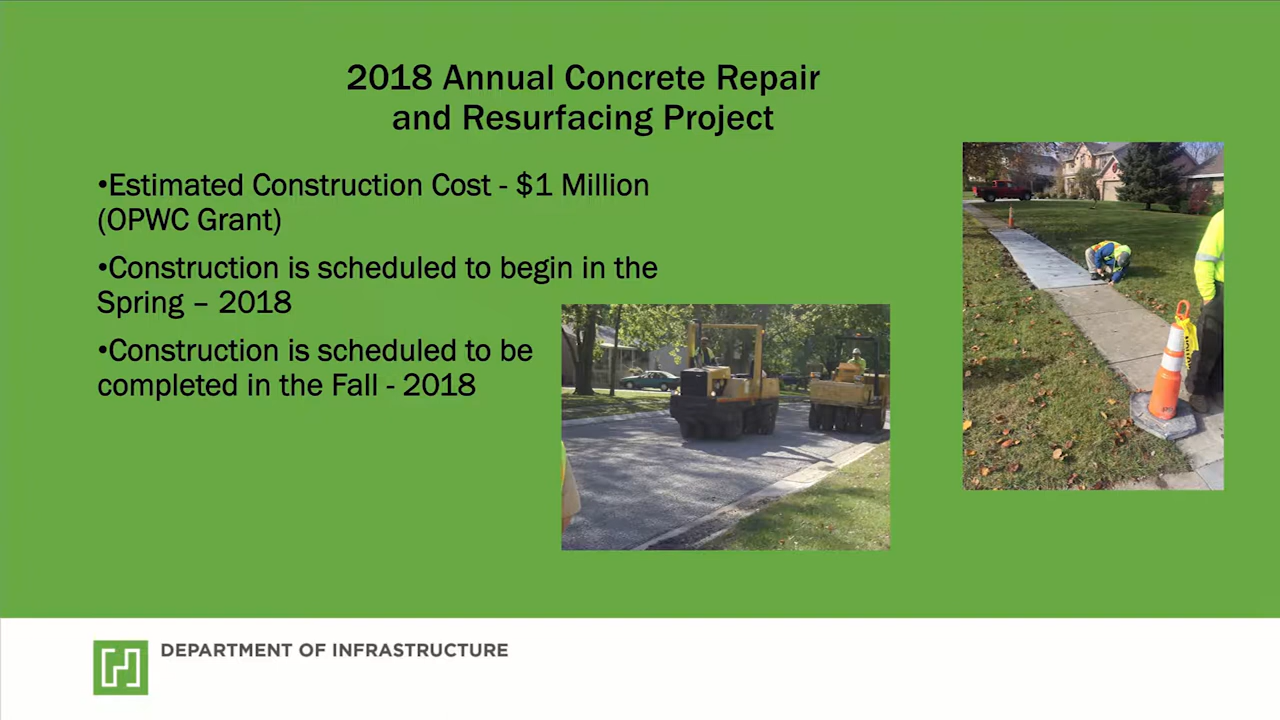 2018 Annual Concrete Repair
and Resurfacing Project
•Estimated Construction Cost - $1 Million
(OPWC Grant)
•Construction is scheduled to begin in the
Spring – 2018
•Construction is scheduled to be
completed in the Fall - 2018
DEPARTMENT OF INFRASTRUCTURE